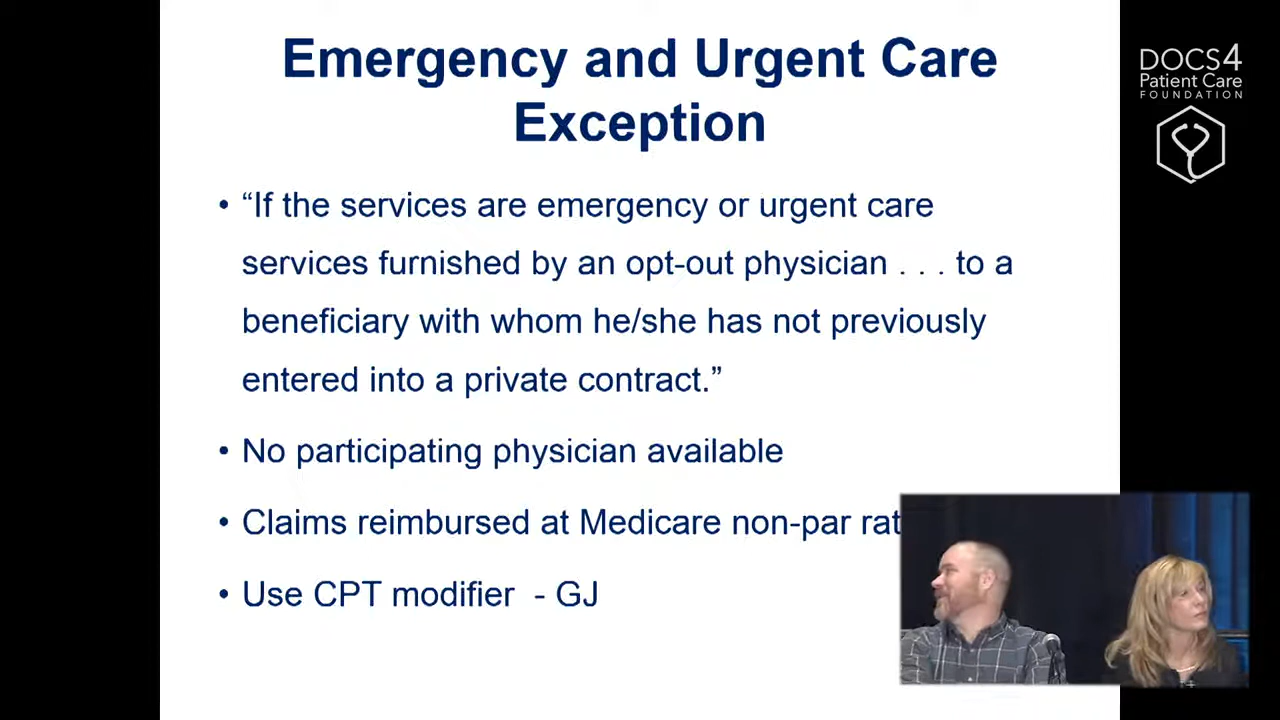 Emergency and Urgent Care
Exception
• “If the services are emergency or urgent care
services furnished by an opt-out physician . . . to a
beneficiary with whom he/she has not previously
entered into a private contract.”
• No participating physician available
• Claims reimbursed at Medicare non-par rat
• Use CPT modifier - GJ
DOCS4
Patient Care
FOUNDATION